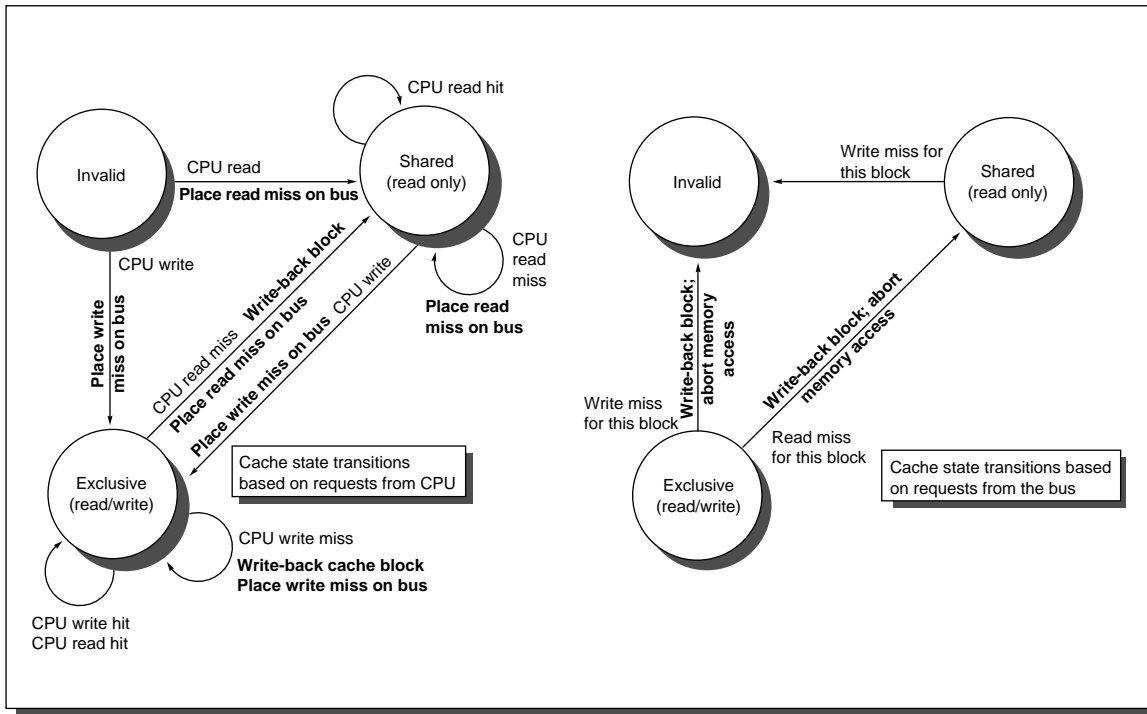 CPU read hit
Invalid
CPU read
Place read miss on bus
Shared
(read only)
CPU write
Place write
miss on bus
CPU read miss
Write-back block
Place read miss on bus
Place write miss on bus
CPU write
CPU
read
miss
Place read
miss on bus
Exclusive
(read/write)
Cache state transitions
based on requests from CPU
CPU write miss
Write-back cache block
Place write miss on bus
CPU write hit
CPU read hit
Invalid
Write miss for
this block
Shared
(read only)
Write-back block;
abort memory
access
Write-back block; abort
memory access
Write miss
for this block
Read miss
for this block
Exclusive
(read/write)
Cache state transitions based
on requests from the bus